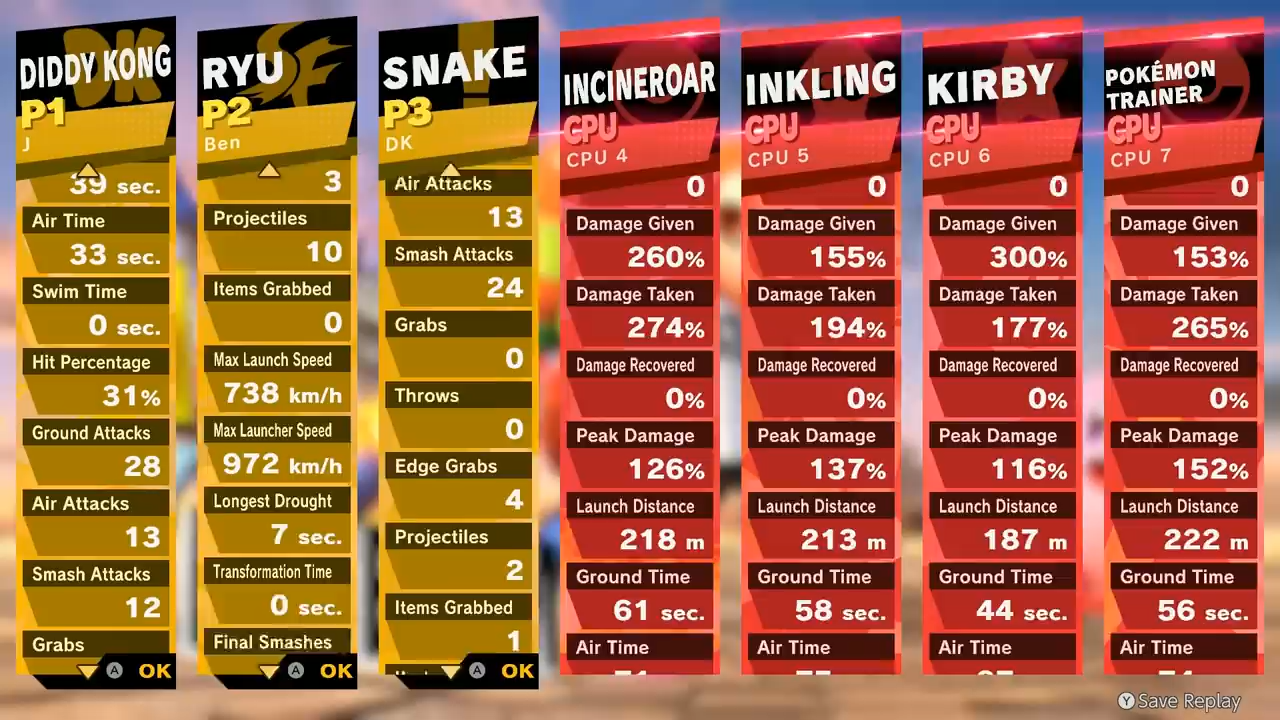 DIDDY KONG
P1
J
39 sec.
Air Time
33 sec.
Swim Time
0 sec.
Hit Percentage
31%
Ground Attacks
28
Air Attacks
13
Smash Attacks
12
Grabs
A OK
RYU
P2
Ben
3
Projectiles
10
Items Grabbed
0
Max Launch Speed
738 km/h
Max Launcher Speed
972 km/h
Longest Drought
7 sec.
Transformation Time
0 sec.
Final Smashes
A OK
SNAKE
P3
DK
Air Attacks
13
Smash Attacks
24
Grabs
0
Throws
0
Edge Grabs
4
Projectiles
2
Items Grabbed
1
A OK
INCINEROAR
CPU
CPU 4
0
Damage Given
260%
Damage Taken
274%
Damage Recovered
0%
Peak Damage
126%
Launch Distance
218 m
Ground Time
61 sec.
Air Time
INKLING
CPU
CPU 5
0
Damage Given
155%
Damage Taken
194%
Damage Recovered
0%
Peak Damage
137%
Launch Distance
213 m
Ground Time
58 sec.
Air Time
KIRBY
CPU
CPU 6
0
Damage Given
300%
Damage Taken
177%
Damage Recovered
0%
Peak Damage
116%
Launch Distance
187 m
Ground Time
44 sec.
Air Time
POKÉMON
TRAINER
CPU
CPU 7
0
Damage Given
153%
Damage Taken
265%
Damage Recovered
0%
Peak Damage
152%
Launch Distance
222 m
Ground Time
56 sec.
Air Time
Y Save Replay